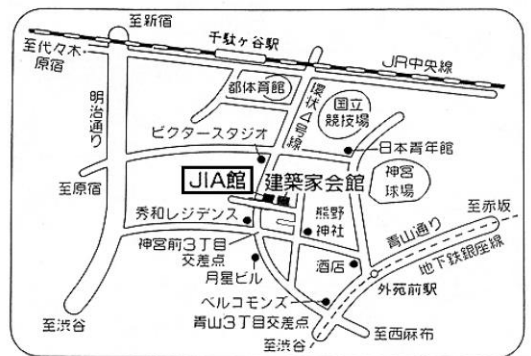 至新宿
千駄ヶ谷駅
至代々木・
原宿
JR中央線
都体育館
環状4号線
国立
競技場
明治通り
ビクタースタジオ
日本青年館
JIA館
建築家会館
神宮
球場
至原宿
秀和レジデンス
熊野
神社
至赤坂
青山通り
神宮前3丁目
交差点
地下鉄銀座線
酒店
月星ビル
外苑前駅
ベルコモンズ
青山3丁目交差点
至渋谷
至西麻布
至渋谷